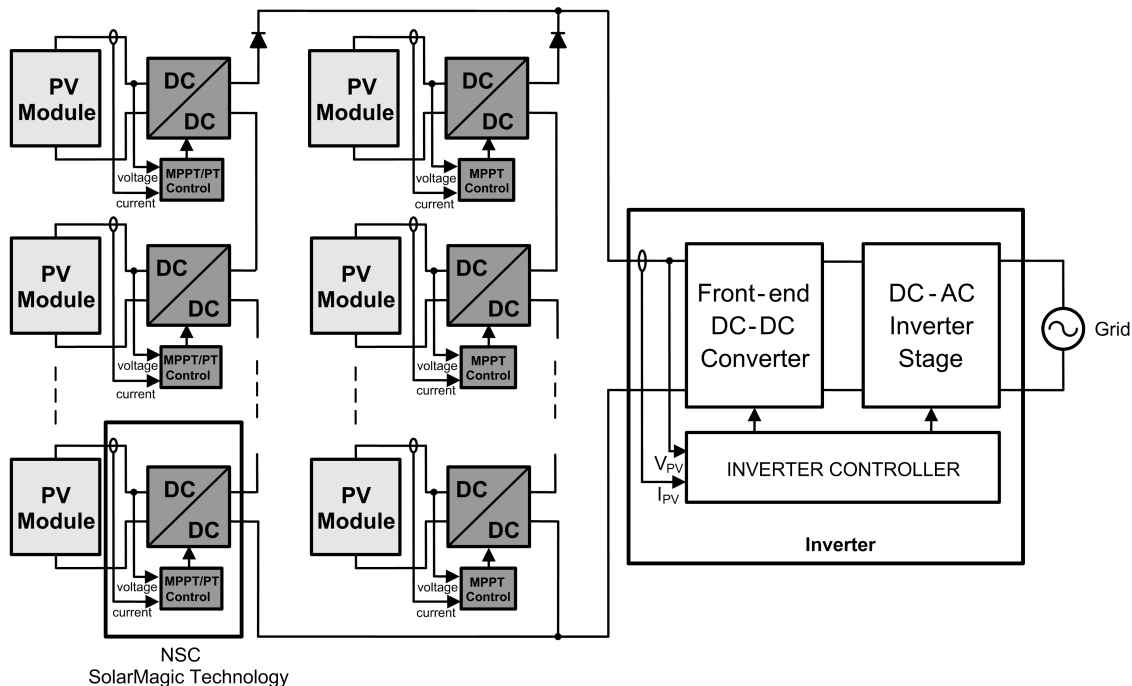 PV
Module
DC
DC
MPPT/PT
Control
voltage
current
PV
Module
DC
DC
MPPT
Control
voltage
current
PV
Module
DC
DC
MPPT/PT
Control
voltage
current
PV
Module
DC
DC
MPPT
Control
voltage
current
PV
Module
DC
DC
MPPT/PT
Control
voltage
current
NSC
SolarMagic Technology
PV
Module
DC
DC
MPPT
Control
voltage
current
Front-end
DC-DC
Converter
DC-AC
Inverter
Stage
Grid
VPV
IPV
INVERTER CONTROLLER
Inverter